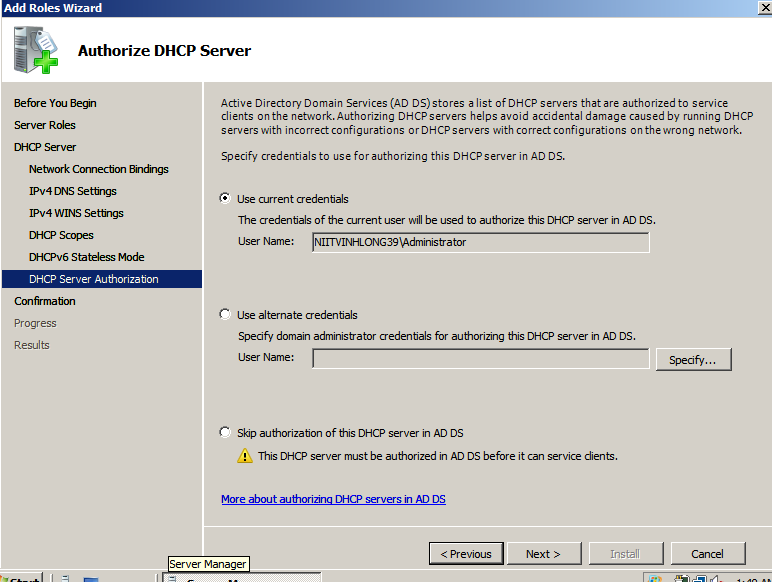 Add Roles Wizard
Authorize DHCP Server
Before You Begin
Server Roles
DHCP Server
Network Connection Bindings
IPv4 DNS Settings
IPv4 WINS Settings
DHCP Scopes
DHCPv6 Stateless Mode
DHCP Server Authorization
Confirmation
Progress
Results
Active Directory Domain Services (AD DS) stores a list of DHCP servers that are authorized to service
clients on the network. Authorizing DHCP servers helps avoid accidental damage caused by running DHCP
servers with incorrect configurations or DHCP servers with correct configurations on the wrong network.
Specify credentials to use for authorizing this DHCP server in AD DS.
Use current credentials
The credentials of the current user will be used to authorize this DHCP server in AD DS.
User Name: NIITVINHLONG39\Administrator
Use alternate credentials
Specify domain administrator credentials for authorizing this DHCP server in AD DS.
User Name: Specify...
Skip authorization of this DHCP server in AD DS
This DHCP server must be authorized in AD DS before it can service clients.
More about authorizing DHCP servers in AD DS
< Previous Next > Install Cancel
Server Manager